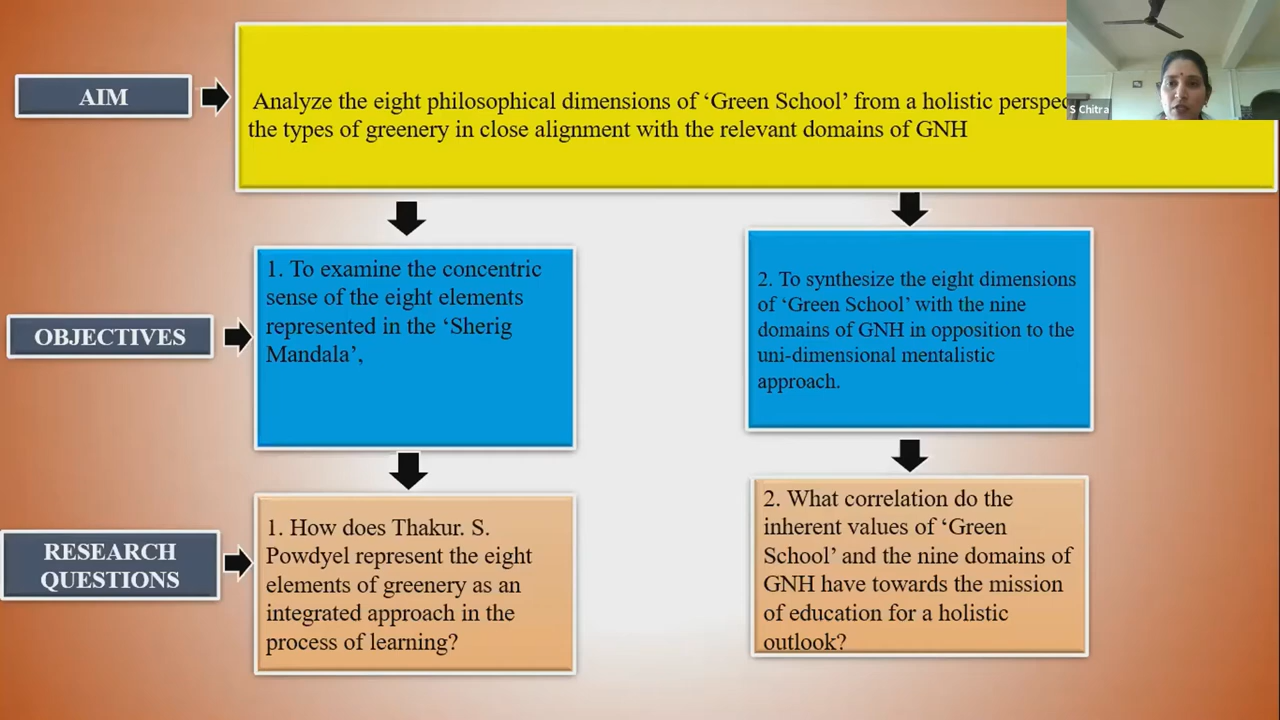 AIM
Analyze the eight philosophical dimensions of ‘Green School’ from a holistic
the types of greenery in close alignment with the relevant domains of GNH
S Chitra
OBJECTIVES
1. To examine the concentric
sense of the eight elements
represented in the ‘Sherig
Mandala’,
2. To synthesize the eight dimensions
of ‘Green School’ with the nine
domains of GNH in opposition to the
uni-dimensional mentalistic
approach.
RESEARCH
QUESTIONS
1. How does Thakur. S.
Powdyel represent the eight
elements of greenery as an
integrated approach in the
process of learning?
2. What correlation do the
inherent values of ‘Green
School’ and the nine domains of
GNH have towards the mission
of education for a holistic
outlook?